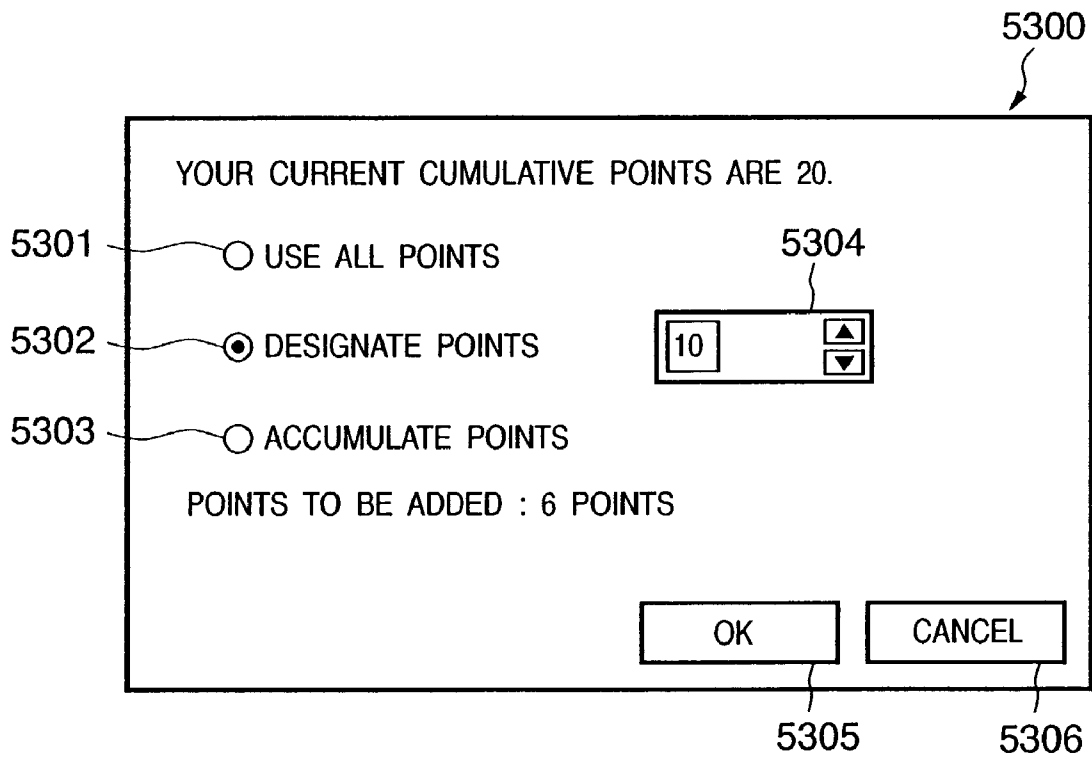 5300
YOUR CURRENT CUMULATIVE POINTS ARE 20.
5301 USE ALL POINTS
5304
5302 DESIGNATE POINTS 10
5303 ACCUMULATE POINTS
POINTS TO BE ADDED : 6 POINTS
OK CANCEL
5305 5306